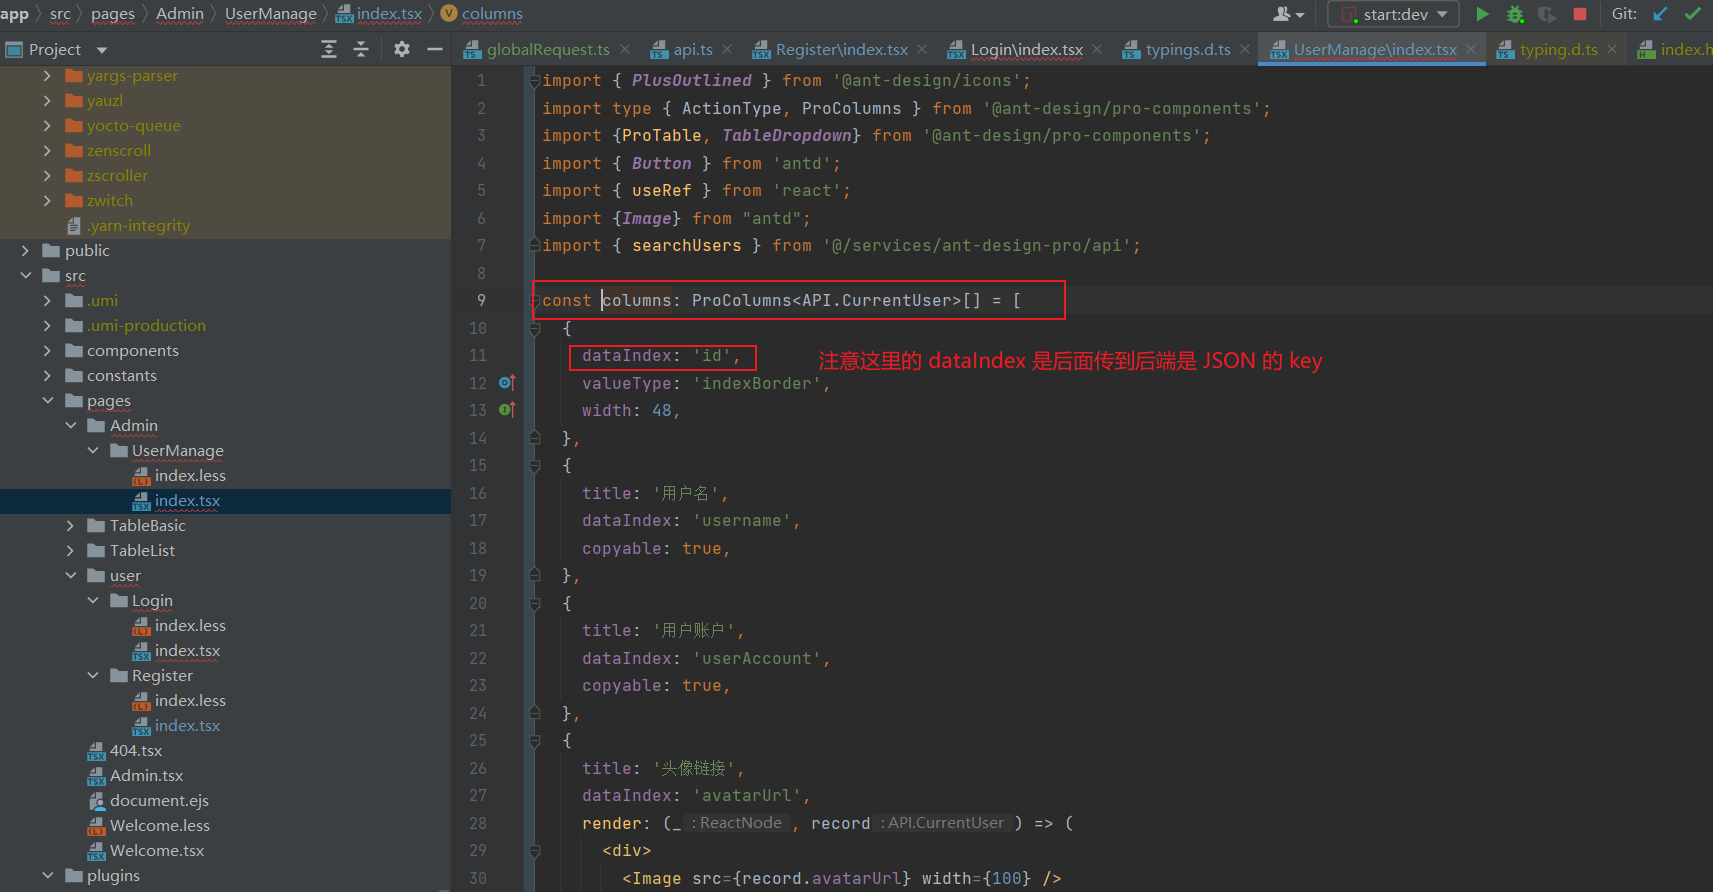 app src pages Admin UserManage index.tsx columns start:dev Git:
Project globalRequest.ts api.ts Register\index.tsx Login\index.tsx typings.d.ts UserManage\index.tsx typing.d.ts index.h
yargs-parser
yauzl
yocto-queue
zenscroll
zscroller
zwitch
.yarn-integrity
public
src
.umi
.umi-production
components
constants
pages
Admin
UserManage
index.less
index.tsx
TableBasic
TableList
user
Login
index.less
index.tsx
Register
index.less
index.tsx
404.tsx
Admin.tsx
document.ejs
Welcome.less
Welcome.tsx
plugins
1 import { PlusOutlined } from '@ant-design/icons';
2 import type { ActionType, ProColumns } from '@ant-design/pro-components';
3 import {ProTable, TableDropdown} from '@ant-design/pro-components';
4 import { Button } from 'antd';
5 import { useRef } from 'react';
6 import {Image} from "antd";
7 import { searchUsers } from '@/services/ant-design-pro/api';
8
9 const columns: ProColumns<API.CurrentUser>[] = [
10 {
11 dataIndex: 'id', 注意这里的 dataIndex 是后面传到后端是 JSON 的 key
12 valueType: 'indexBorder',
13 width: 48,
14 },
15 {
16 title: '用户名',
17 dataIndex: 'username',
18 copyable: true,
19 },
20 {
21 title: '用户账户',
22 dataIndex: 'userAccount',
23 copyable: true,
24 },
25 {
26 title: '头像链接',
27 dataIndex: 'avatarUrl',
28 render: (_ : ReactNode , record : API.CurrentUser ) => (
29 <div>
30 <Image src={record.avatarUrl} width={100} />